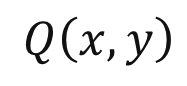 Q(x, y)